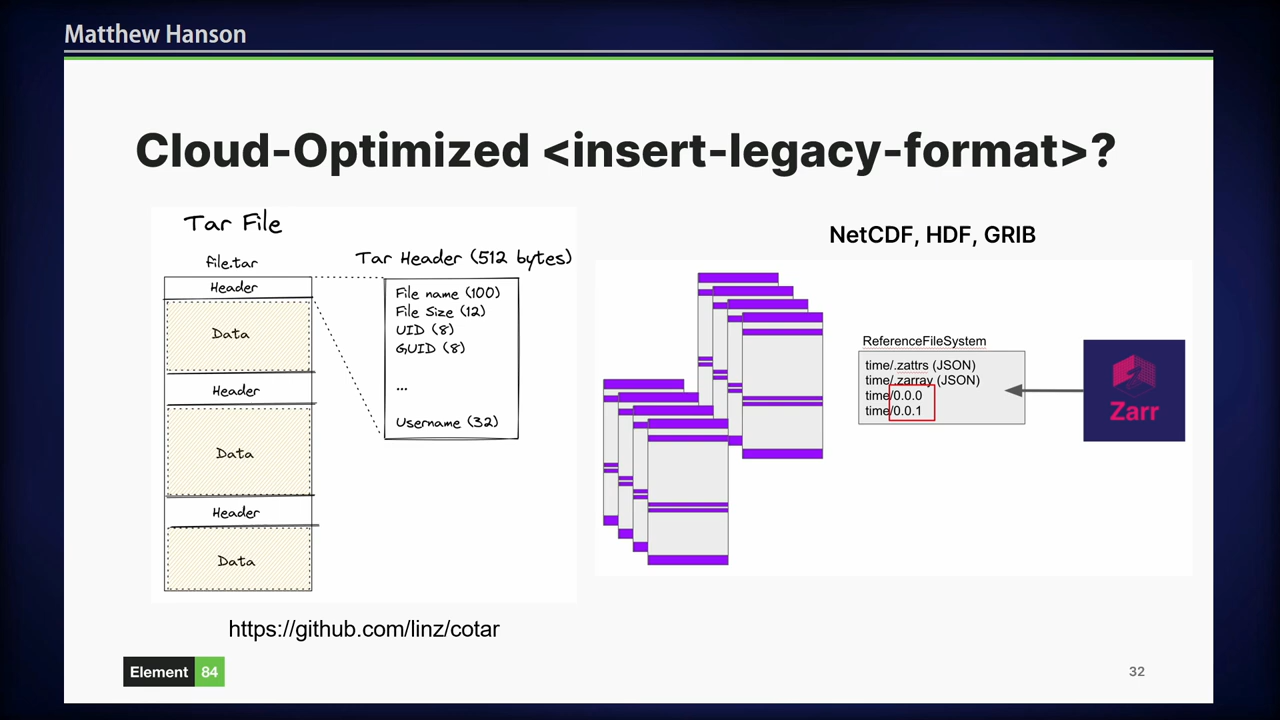 Matthew Hanson
Cloud-Optimized <insert-legacy-format>?
Tar File
file.tar
Header
Data
Header
Data
Header
Data
Tar Header (512 bytes)
File name (100)
File Size (12)
UID (8)
GUID (8)
...
Username (32)
https://github.com/linz/cotar
NetCDF, HDF, GRIB
ReferenceFileSystem
time/.zattrs (JSON)
time/.zarray (JSON)
time/0.0.0
time/0.0.1
Zarr
Element 84
32